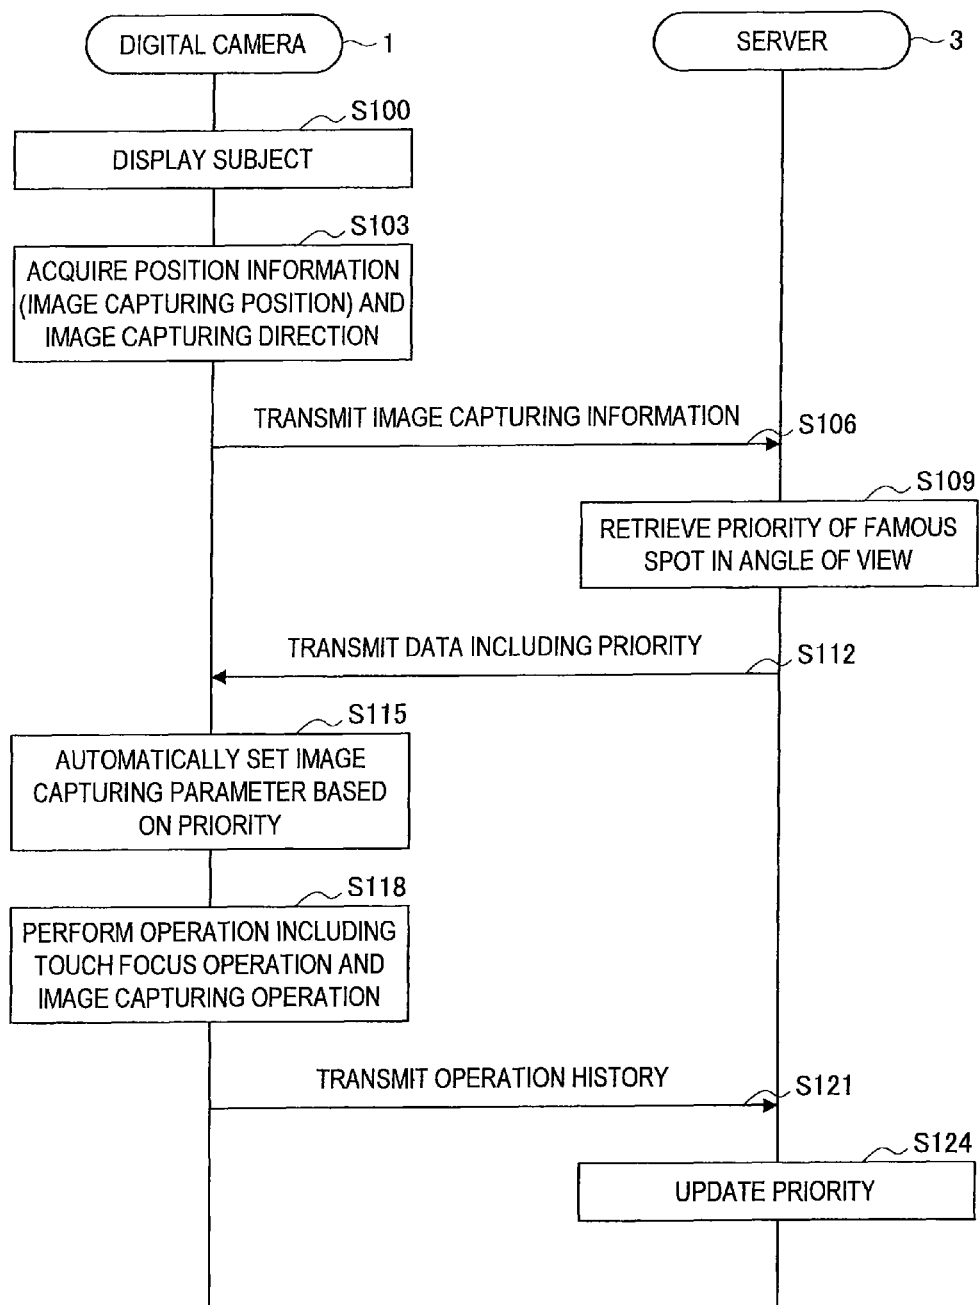 DIGITAL CAMERA
1
SERVER
3
S100
DISPLAY SUBJECT
S103
ACQUIRE POSITION INFORMATION
(IMAGE CAPTURING POSITION) AND
IMAGE CAPTURING DIRECTION
TRANSMIT IMAGE CAPTURING INFORMATION
S106
S109
RETRIEVE PRIORITY OF FAMOUS
SPOT IN ANGLE OF VIEW
TRANSMIT DATA INCLUDING PRIORITY
S112
S115
AUTOMATICALLY SET IMAGE
CAPTURING PARAMETER BASED
ON PRIORITY
S118
PERFORM OPERATION INCLUDING
TOUCH FOCUS OPERATION AND
IMAGE CAPTURING OPERATION
TRANSMIT OPERATION HISTORY
S121
S124
UPDATE PRIORITY